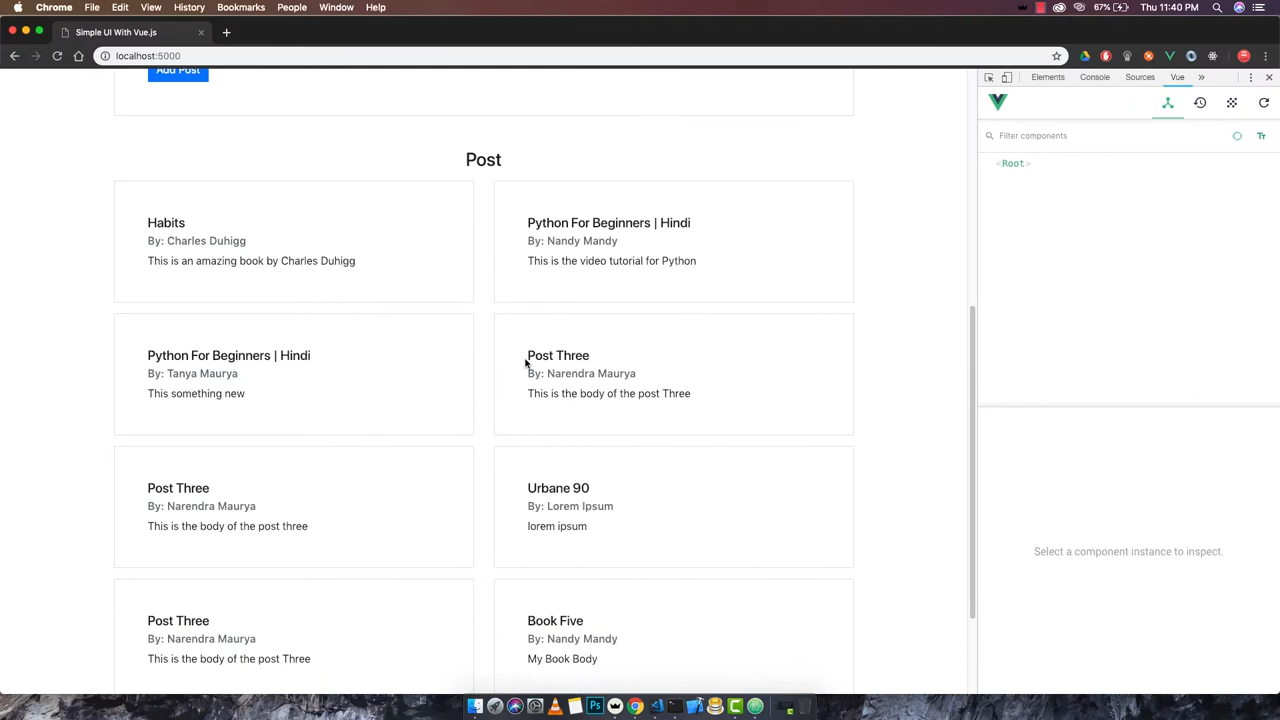 Chrome File Edit View History Bookmarks People Window Help 67% Thu 11:40 PM
Simple UI With Vue.js
localhost:5000
Elements Console Sources Vue »
Filter components
<Root>
Select a component instance to inspect.
Add Post
Post
Habits
By: Charles Duhigg
This is an amazing book by Charles Duhigg
Python For Beginners | Hindi
By: Nandy Mandy
This is the video tutorial for Python
Python For Beginners | Hindi
By: Tanya Maurya
This something new
Post Three
By: Narendra Maurya
This is the body of the post Three
Post Three
By: Narendra Maurya
This is the body of the post three
Urbane 90
By: Lorem Ipsum
lorem ipsum
Post Three
By: Narendra Maurya
This is the body of the post Three
Book Five
By: Nandy Mandy
My Book Body